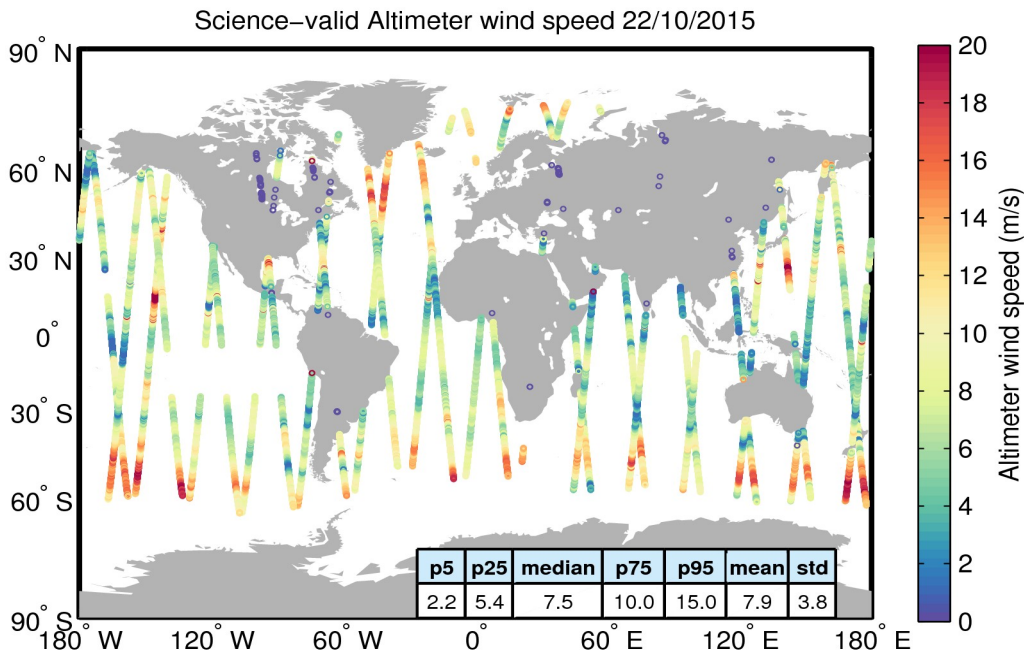 Science−valid Altimeter wind speed 22/10/2015
90° N
60° N
30° N
0°
30° S
60° S
90° S
180° W
120° W
60° W
0°
60° E
120° E
180° E
p5 p25 median p75 p95 mean std
2.2 5.4 7.5 10.0 15.0 7.9 3.8
20
18
16
14
12
10
8
6
4
2
0
Altimeter wind speed (m/s)